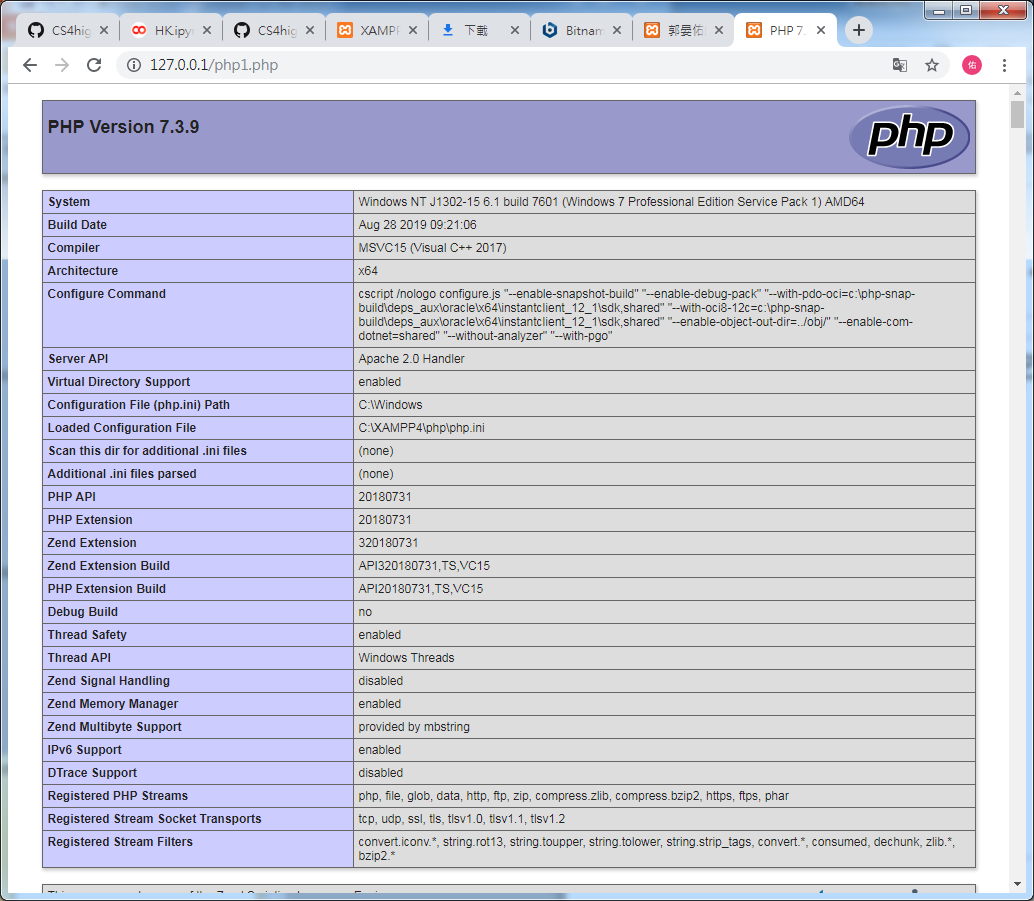 CS4hig
HK.ipy
CS4hig
XAMPP
下載
Bitnam
郭晏佑
PHP 7.
127.0.0.1/php1.php
佑
PHP Version 7.3.9
php
System Windows NT J1302-15 6.1 build 7601 (Windows 7 Professional Edition Service Pack 1) AMD64
Build Date Aug 28 2019 09:21:06
Compiler MSVC15 (Visual C++ 2017)
Architecture x64
Configure Command cscript /nologo configure.js "--enable-snapshot-build" "--enable-debug-pack" "--with-pdo-oci=c:\php-snap-
build\deps_aux\oracle\x64\instantclient_12_1\sdk,shared" "--with-oci8-12c=c:\php-snap-
build\deps_aux\oracle\x64\instantclient_12_1\sdk,shared" "--enable-object-out-dir=../obj/" "--enable-com-
dotnet=shared" "--without-analyzer" "--with-pgo"
Server API Apache 2.0 Handler
Virtual Directory Support enabled
Configuration File (php.ini) Path C:\Windows
Loaded Configuration File C:\XAMPP4\php\php.ini
Scan this dir for additional .ini files (none)
Additional .ini files parsed (none)
PHP API 20180731
PHP Extension 20180731
Zend Extension 320180731
Zend Extension Build API320180731,TS,VC15
PHP Extension Build API20180731,TS,VC15
Debug Build no
Thread Safety enabled
Thread API Windows Threads
Zend Signal Handling disabled
Zend Memory Manager enabled
Zend Multibyte Support provided by mbstring
IPv6 Support enabled
DTrace Support disabled
Registered PHP Streams php, file, glob, data, http, ftp, zip, compress.zlib, compress.bzip2, https, ftps, phar
Registered Stream Socket Transports tcp, udp, ssl, tls, tlsv1.0, tlsv1.1, tlsv1.2
Registered Stream Filters convert.iconv.*, string.rot13, string.toupper, string.tolower, string.strip_tags, convert.*, consumed, dechunk, zlib.*,
bzip2.*